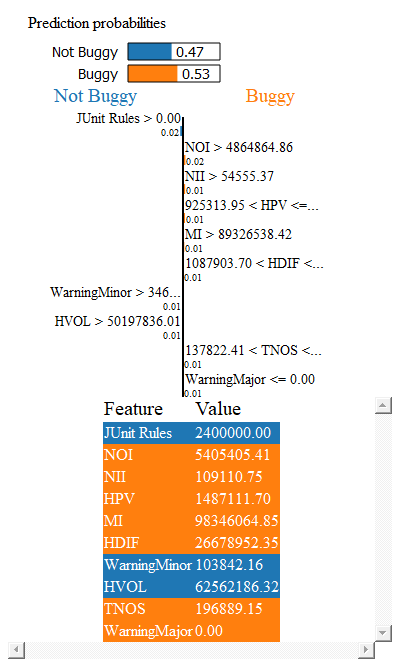 Prediction probabilities
Not Buggy 0.47
Buggy 0.53
Not Buggy Buggy
JUnit Rules > 0.00
0.02
NOI > 4864864.86
0.02
NII > 54555.37
0.01
925313.95 < HPV <=...
0.01
MI > 89326538.42
0.01
1087903.70 < HDIF <...
0.01
WarningMinor > 346...
0.01
HVOL > 50197836.01
0.01
137822.41 < TNOS <...
0.01
WarningMajor <= 0.00
0.01
Feature Value
JUnit Rules 2400000.00
NOI 5405405.41
NII 109110.75
HPV 1487111.70
MI 98346064.85
HDIF 26678952.35
WarningMinor 103842.16
HVOL 62562186.32
TNOS 196889.15
WarningMajor 0.00